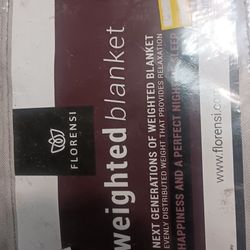 FLORENSI
weighted blanket
NEXT GENERATIONS OF WEIGHTED BLANKET
EVENLY DISTRIBUTED WEIGHT THAT PROVIDES RELAXATION
HAPPINESS AND A PERFECT NIGHT SLEEP
www.florensi